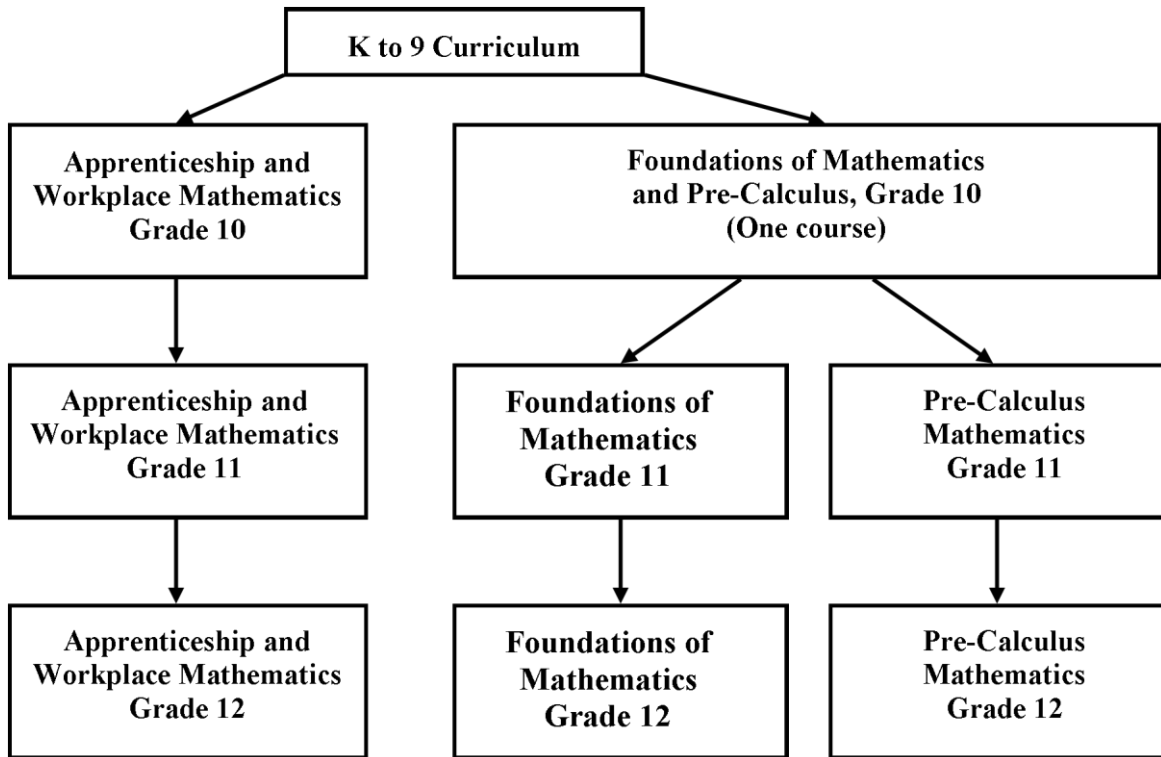 K to 9 Curriculum
Apprenticeship and
Workplace Mathematics
Grade 10
Foundations of Mathematics
and Pre-Calculus, Grade 10
(One course)
Apprenticeship and
Workplace Mathematics
Grade 11
Foundations of
Mathematics
Grade 11
Pre-Calculus
Mathematics
Grade 11
Apprenticeship and
Workplace Mathematics
Grade 12
Foundations of
Mathematics
Grade 12
Pre-Calculus
Mathematics
Grade 12